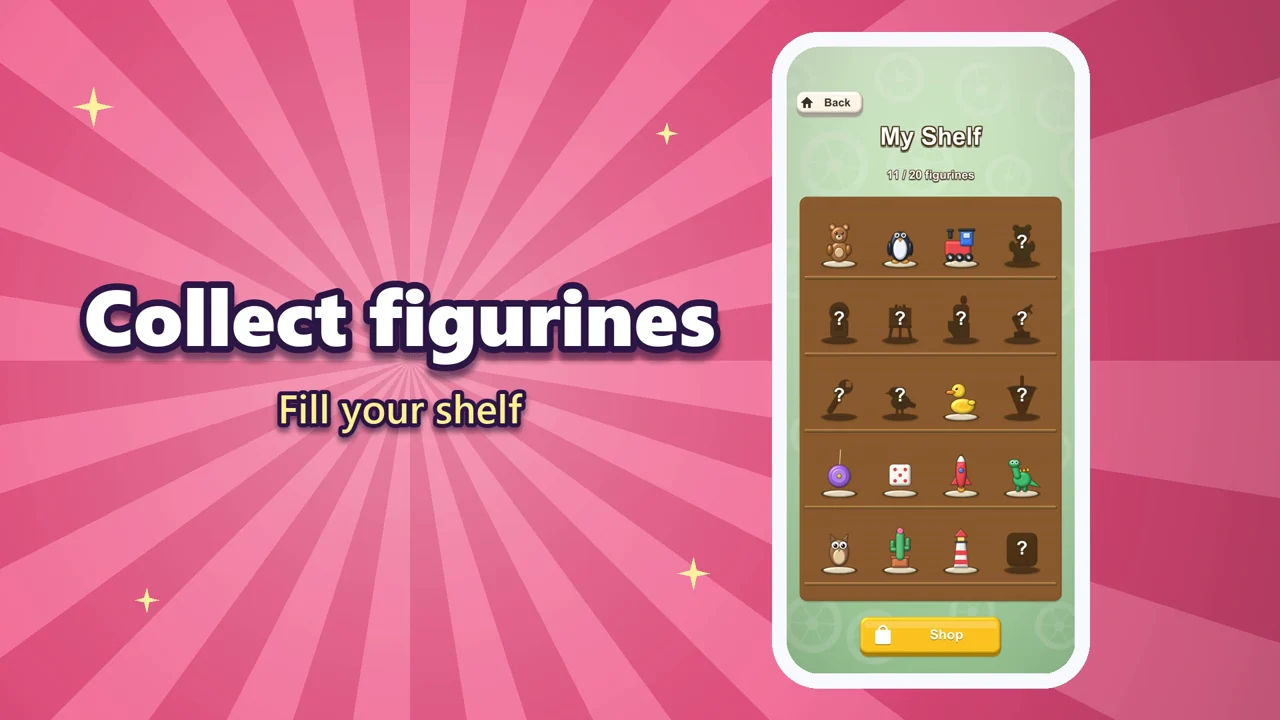 Collect figurines
Fill your shelf
Back
My Shelf
11 / 20 figurines
?
? ? ? ?
? ? ?
?
Shop